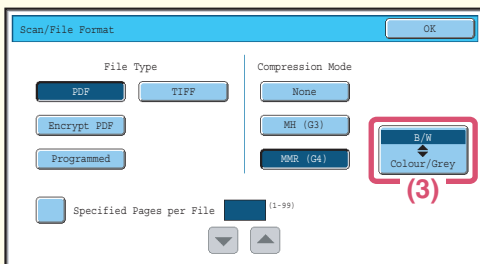 Scan/File Format
OK
File Type
Compression Mode
PDF
TIFF
None
Encrypt PDF
MH (G3)
B/W
Programmed
MMR (G4)
Colour/Grey
(3)
Specified Pages per File
(1-99)